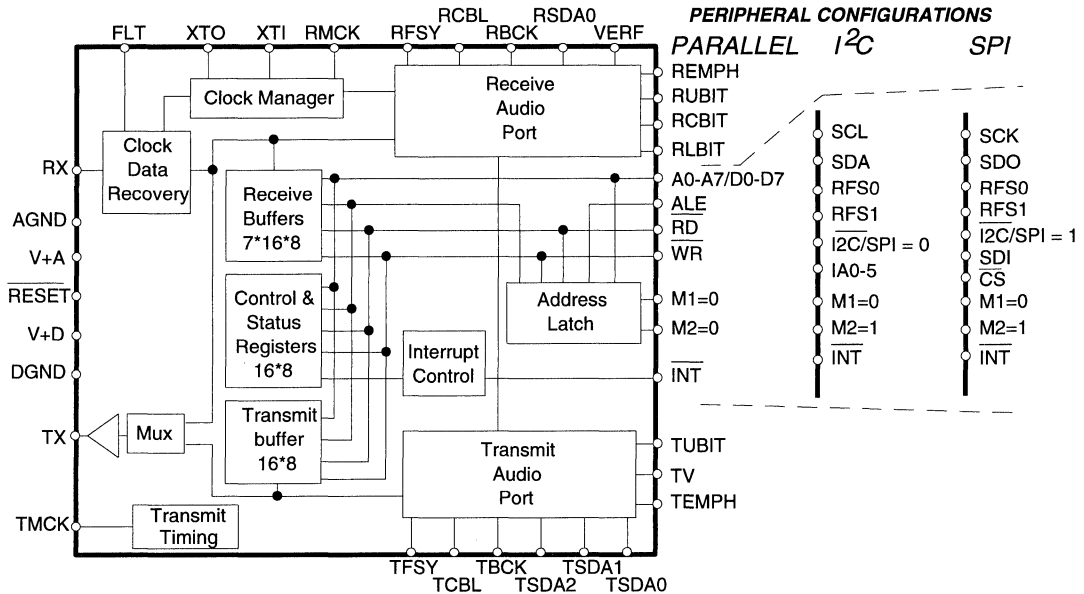 RCBL RSDA0 PERIPHERAL CONFIGURATIONS
FLT XTO XTI RMCK RFSY RBCK VERF PARALLEL I2C SPI
Clock Manager
Receive
Audio
Port
REMPH
RUBIT
RCBIT
RLBIT
Clock
Data
Recovery
RX
AGND
V+A
RESET
V+D
DGND
TX
TMCK
Receive
Buffers
7*16*8
A0-A7/D0-D7
ALE
RD
WR
M1=0
M2=0
INT
Control &
Status
Registers
16*8
Interrupt
Control
Address
Latch
Transmit
buffer
16*8
Mux
Transmit
Timing
Transmit
Audio
Port
TUBIT
TV
TEMPH
TFSY TBCK TSDA1
TCBL TSDA2 TSDA0
SCL
SDA
RFS0
RFS1
I2C/SPI = 0
IA0-5
M1=0
M2=1
INT
SCK
SDO
RFS0
RFS1
I2C/SPI = 1
SDI
CS
M1=0
M2=1
INT